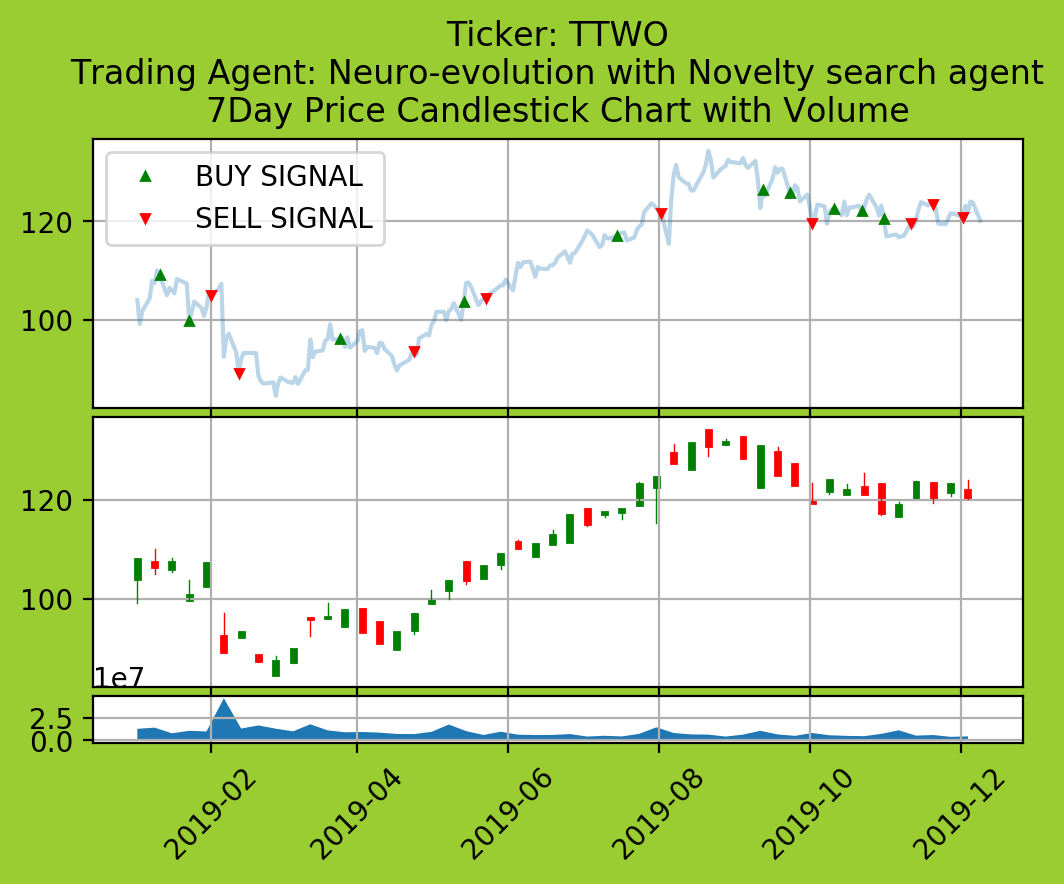 Ticker: TTWO
Trading Agent: Neuro-evolution with Novelty search agent
7Day Price Candlestick Chart with Volume
BUY SIGNAL
SELL SIGNAL
120
100
120
100
1e7
2.5
0.0
2019-02
2019-04
2019-06
2019-08
2019-10
2019-12